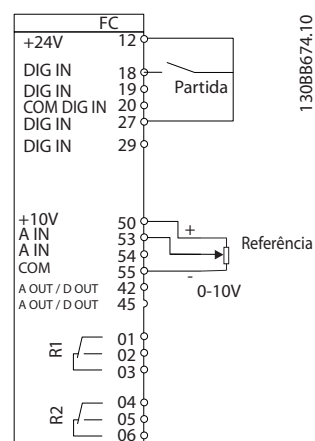 FC
+24V 12
DIG IN 18
DIG IN 19
COM DIG IN 20
DIG IN 27
DIG IN 29
Partida
+10V 50
A IN 53
A IN 54
COM 55
A OUT / D OUT 42
A OUT / D OUT 45
+
-
Referência
0-10V
R1
01
02
03
R2
04
05
06
130BB674.10